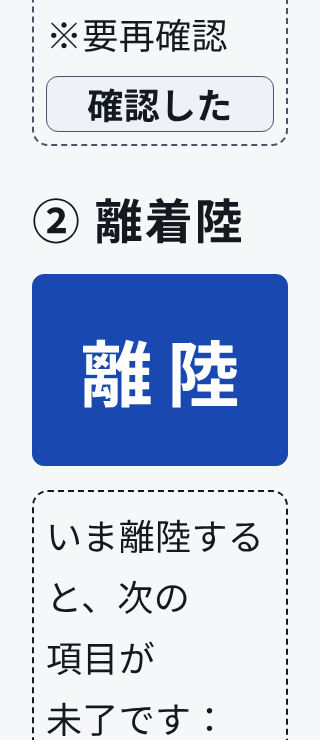 ※要再確認
確認した
② 離着陸
離 陸
いま離陸する
と、次の
項目が
未了です：